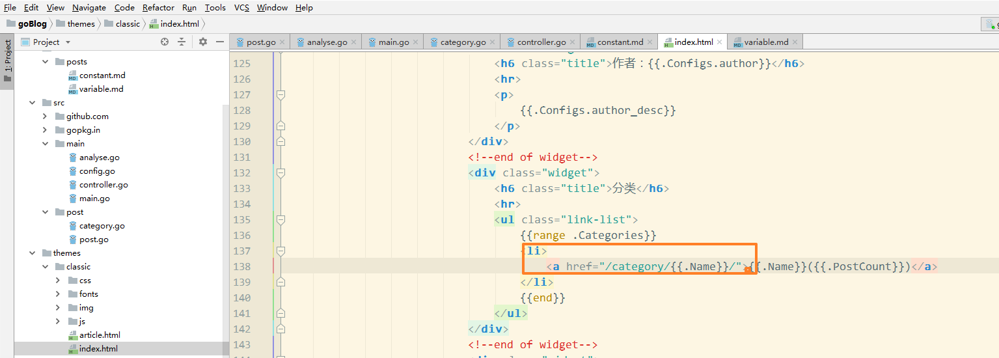 File Edit View Navigate Code Refactor Run Tools VCS Window Help
goBlog themes classic index.html
1: Project
Project
post.go analyse.go main.go category.go controller.go constant.md index.html variable.md
posts
constant.md
variable.md
src
github.com
gopkg.in
main
analyse.go
config.go
controller.go
main.go
post
category.go
post.go
themes
classic
css
fonts
img
js
article.html
index.html
125 <h6 class="title">作者：{{.Configs.author}}</h6>
126 <hr>
127 <p>
128 {{.Configs.author_desc}}
129 </p>
130 </div>
131 <!--end of widget-->
132 <div class="widget">
133 <h6 class="title">分类</h6>
134 <hr>
135 <ul class="link-list">
136 {{range .Categories}}
137 <li>
138 <a href="/category/{{.Name}}/">{{.Name}}({{.PostCount}})</a>
139 </li>
140 {{end}}
141 </ul>
142 </div>
143 <!--end of widget-->